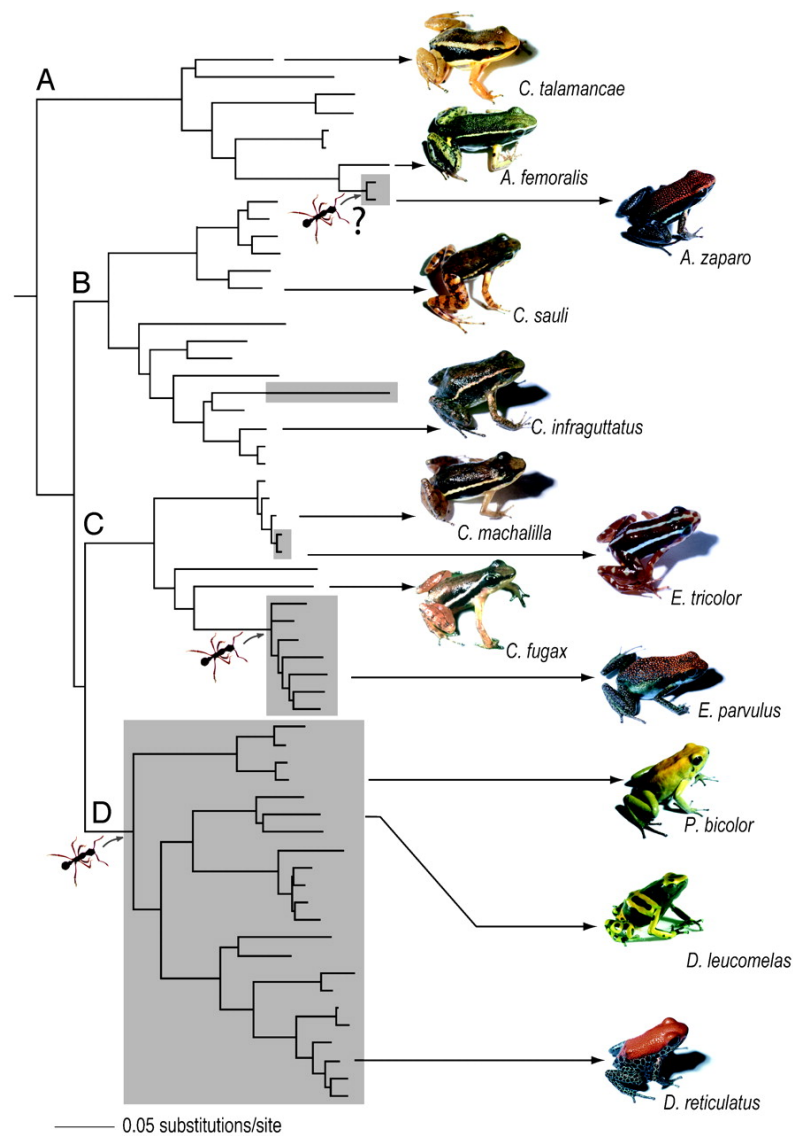 A
C. talamancae
A. femoralis
?
A. zaparo
B
C. sauli
C. infraguttatus
C
C. machalilla
E. tricolor
C. fugax
E. parvulus
D
P. bicolor
D. leucomelas
D. reticulatus
0.05 substitutions/site